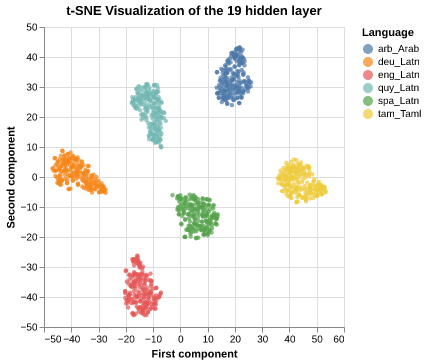 t-SNE Visualization of the 19 hidden layer
Language
arb_Arab
deu_Latn
eng_Latn
quy_Latn
spa_Latn
tam_Taml
Second component
50
40
30
20
10
0
−10
−20
−30
−40
−50
−50 −40 −30 −20 −10 0 10 20 30 40 50 60
First component